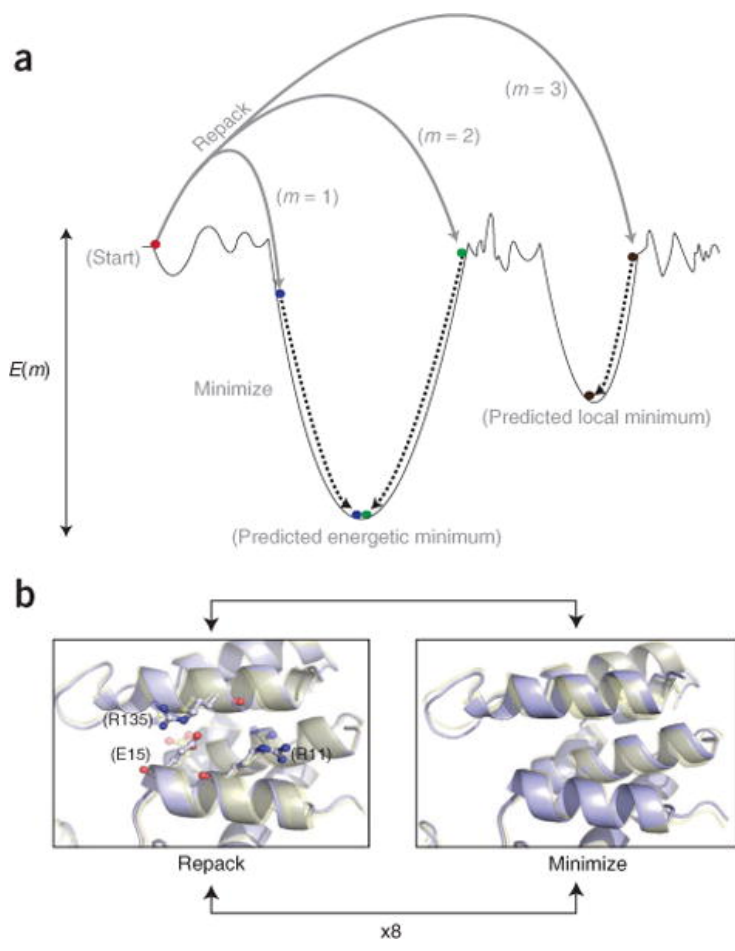 a
Repack
(m = 1)
(m = 2)
(m = 3)
(Start)
E(m)
Minimize
(Predicted local minimum)
(Predicted energetic minimum)
b
(R135)
(E15)
(R11)
Repack
Minimize
x8